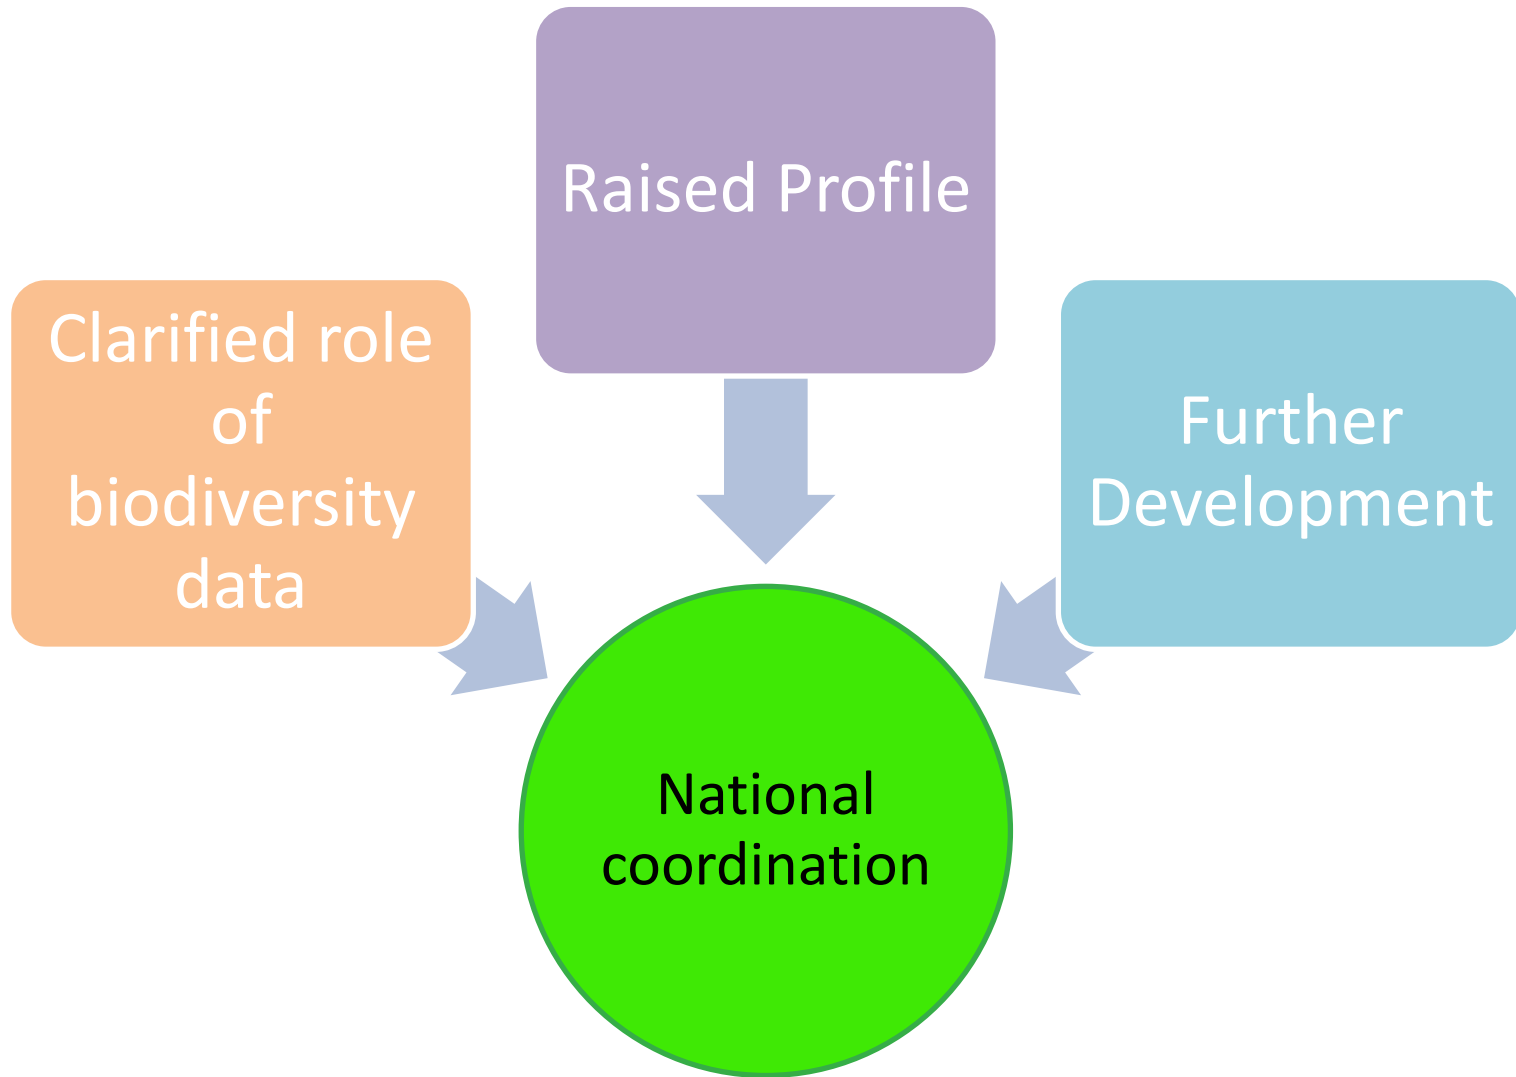 Raised Profile
Clarified role
of
biodiversity
data
Further
Development
National
coordination